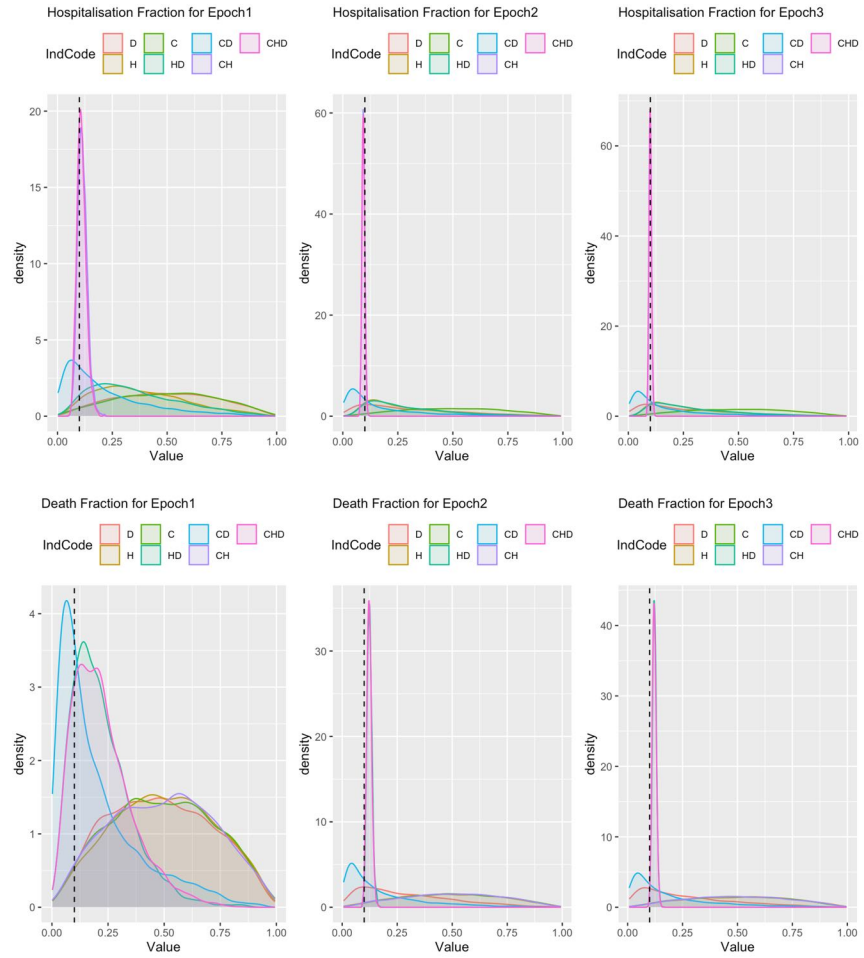 Hospitalisation Fraction for Epoch1
IndCode D C CD CHD
H HD CH
density
20
15
10
5
0
0.00 0.25 0.50 0.75 1.00
Value
Hospitalisation Fraction for Epoch2
IndCode D C CD CHD
H HD CH
density
60
40
20
0
0.00 0.25 0.50 0.75 1.00
Value
Hospitalisation Fraction for Epoch3
IndCode D C CD CHD
H HD CH
density
60
40
20
0
0.00 0.25 0.50 0.75 1.00
Value
Death Fraction for Epoch1
IndCode D C CD CHD
H HD CH
density
4
3
2
1
0
0.00 0.25 0.50 0.75 1.00
Value
Death Fraction for Epoch2
IndCode D C CD CHD
H HD CH
density
30
20
10
0
0.00 0.25 0.50 0.75 1.00
Value
Death Fraction for Epoch3
IndCode D C CD CHD
H HD CH
density
40
30
20
10
0
0.00 0.25 0.50 0.75 1.00
Value